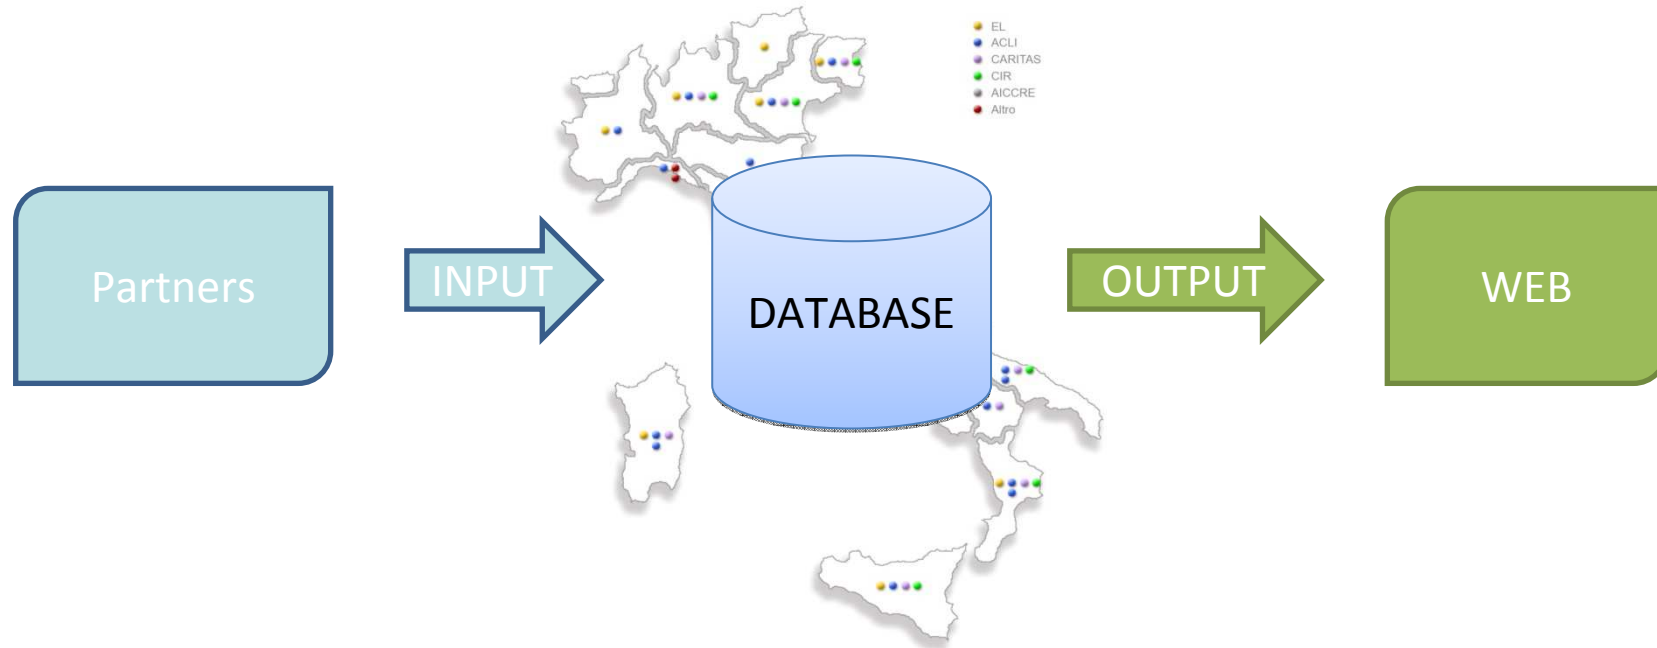 EL
ACLI
CARITAS
CIR
AICCRE
Altro
Partners
INPUT
DATABASE
OUTPUT
WEB